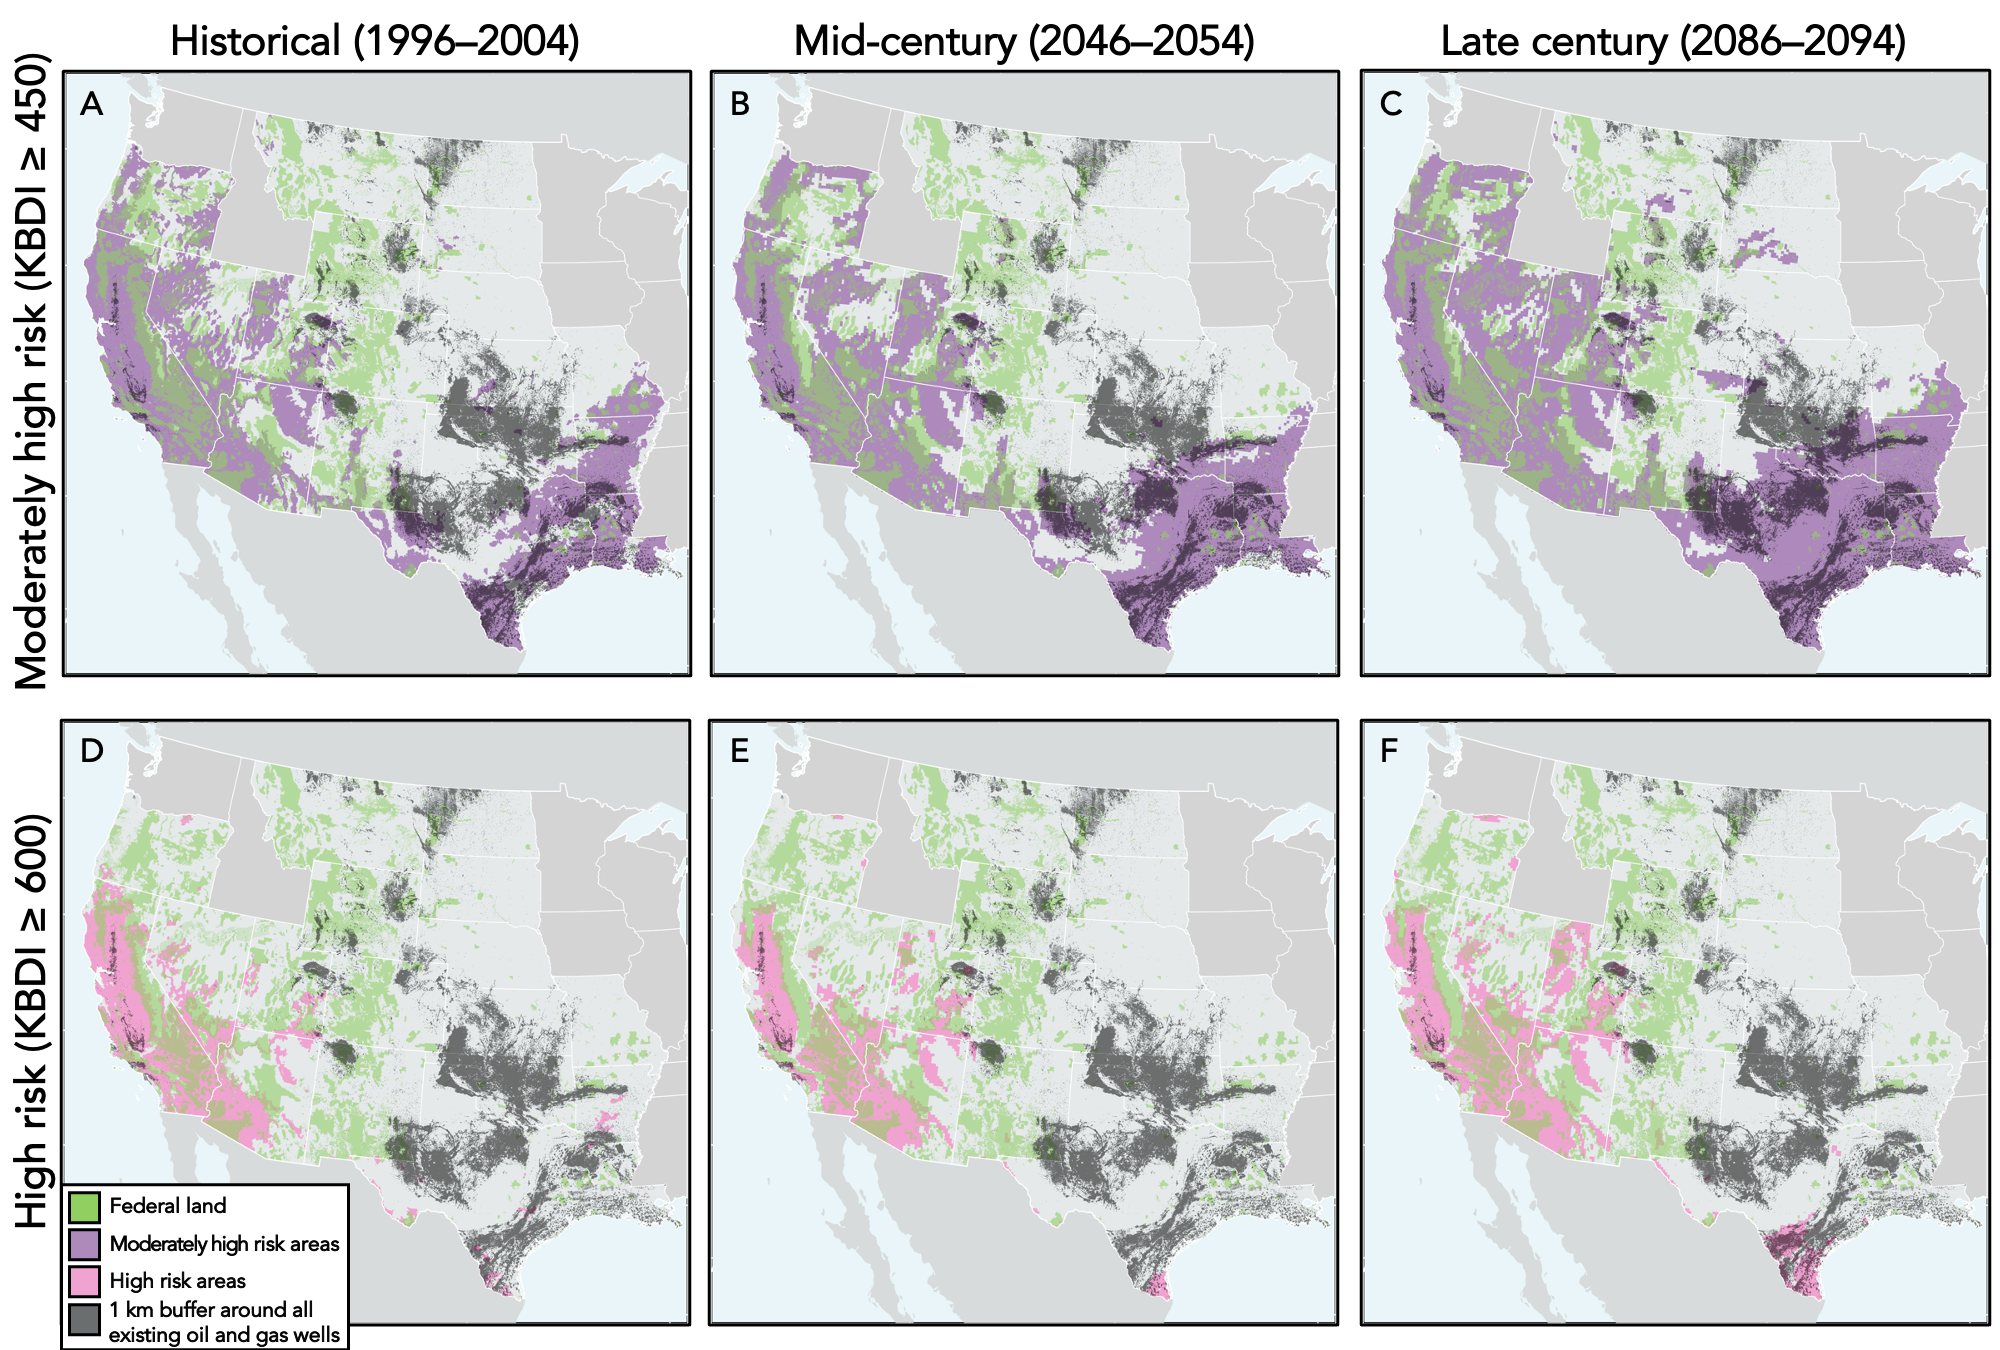 Historical (1996–2004)
Mid-century (2046–2054)
Late century (2086–2094)
Moderately high risk (KBDI ≥ 450)
A
B
C
High risk (KBDI ≥ 600)
D
E
F
Federal land
Moderately high risk areas
High risk areas
1 km buffer around all
existing oil and gas wells